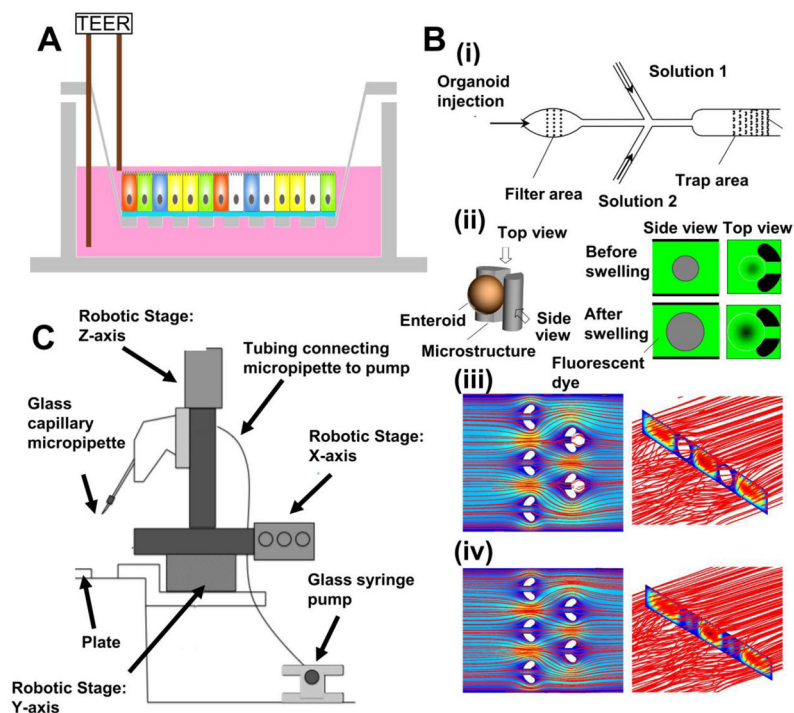 A
TEER
B
(i)
Organoid
injection
Solution 1
Filter area
Solution 2
Trap area
(ii)
Top view
Enteroid
Microstructure
Side
view
Side view
Top view
Before
swelling
After
swelling
Fluorescent
dye
(iii)
(iv)
C
Robotic Stage:
Z-axis
Tubing connecting
micropipette to pump
Glass
capillary
micropipette
Robotic Stage:
X-axis
Glass syringe
pump
Plate
Robotic Stage:
Y-axis